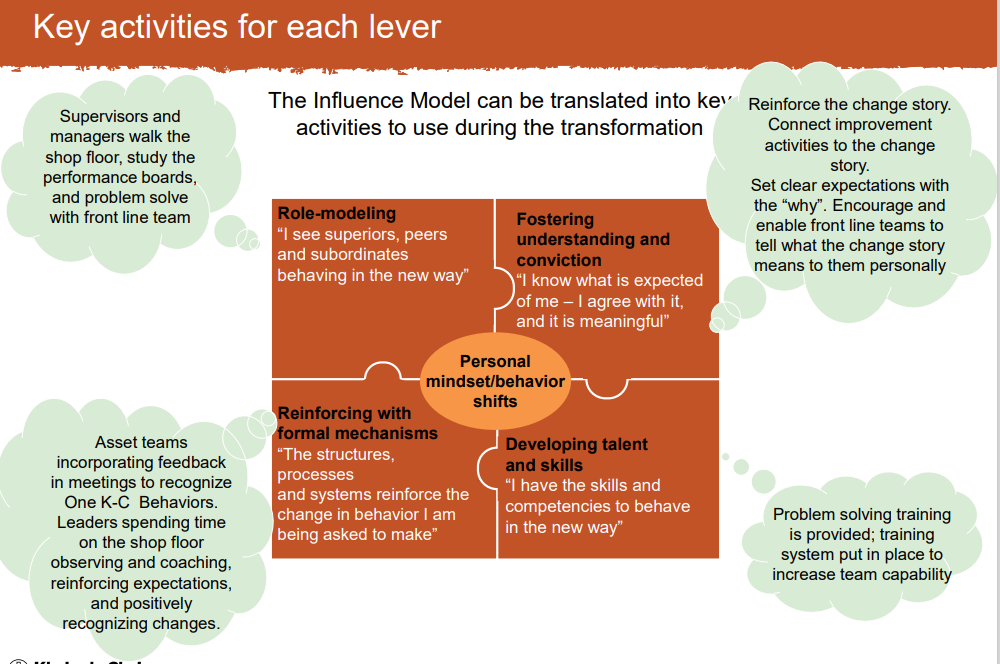 Key activities for each lever
The Influence Model can be translated into key
activities to use during the transformation
Supervisors and
managers walk the
shop floor, study the
performance boards,
and problem solve
with front line team
Reinforce the change story.
Connect improvement
activities to the change
story.
Set clear expectations with
the “why”. Encourage and
enable front line teams to
tell what the change story
means to them personally
Role-modeling
“I see superiors, peers
and subordinates
behaving in the new way”
Fostering
understanding and
conviction
“I know what is expected
of me – I agree with it,
and it is meaningful”
Personal
mindset/behavior
shifts
Reinforcing with
formal mechanisms
“The structures,
processes
and systems reinforce the
change in behavior I am
being asked to make”
Developing talent
and skills
“I have the skills and
competencies to behave
in the new way”
Asset teams
incorporating feedback
in meetings to recognize
One K-C Behaviors.
Leaders spending time
on the shop floor
observing and coaching,
reinforcing expectations,
and positively
recognizing changes.
Problem solving training
is provided; training
system put in place to
increase team capability